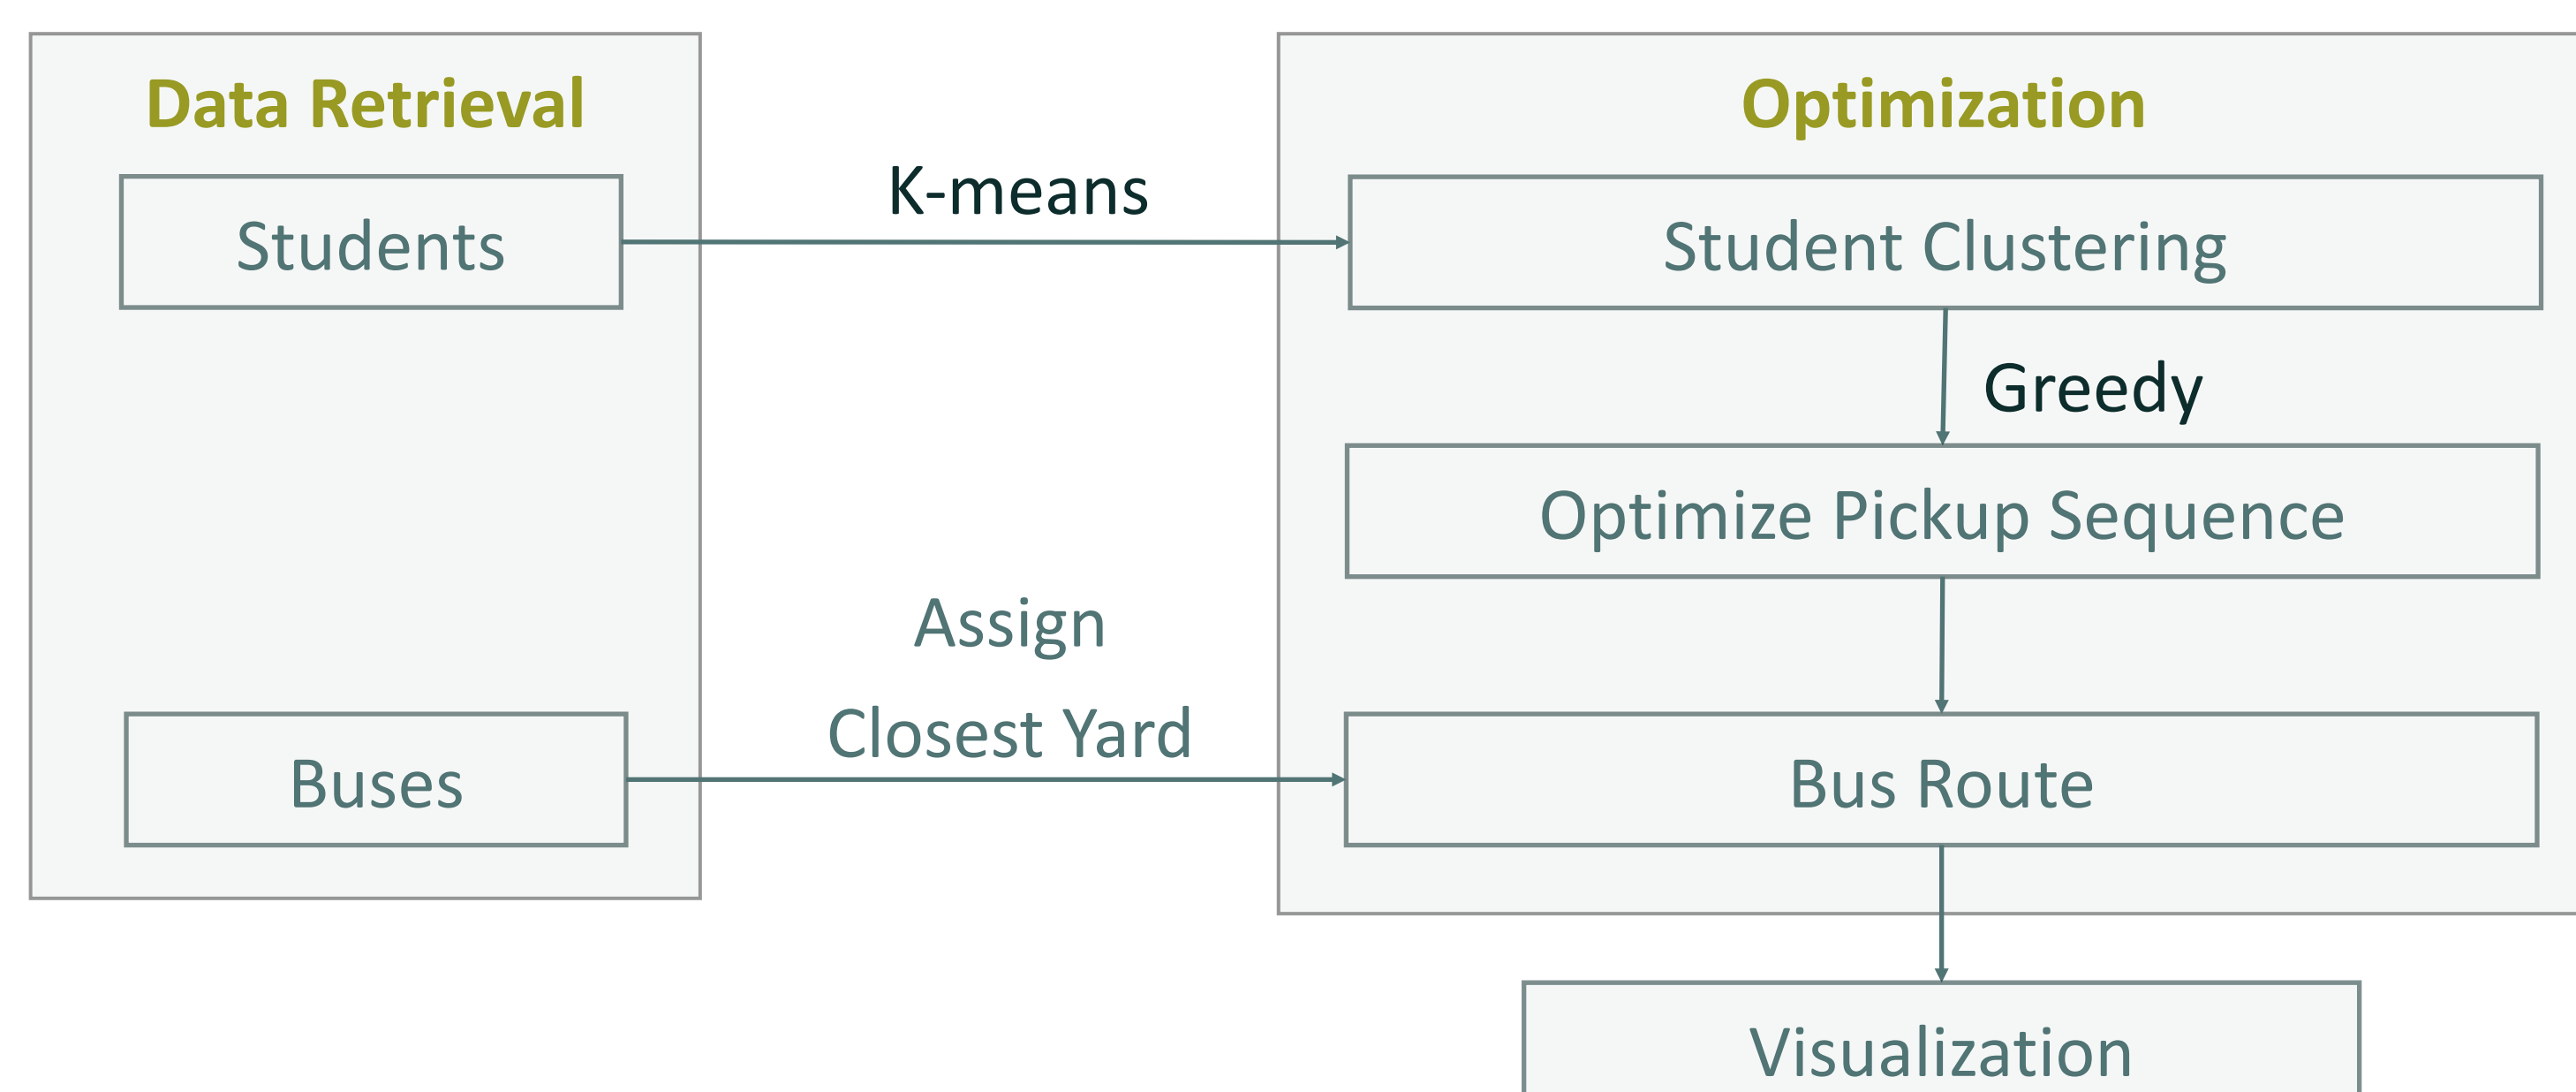 Data Retrieval
Students
Buses
K-means
Assign
Closest Yard
Optimization
Student Clustering
Greedy
Optimize Pickup Sequence
Bus Route
Visualization